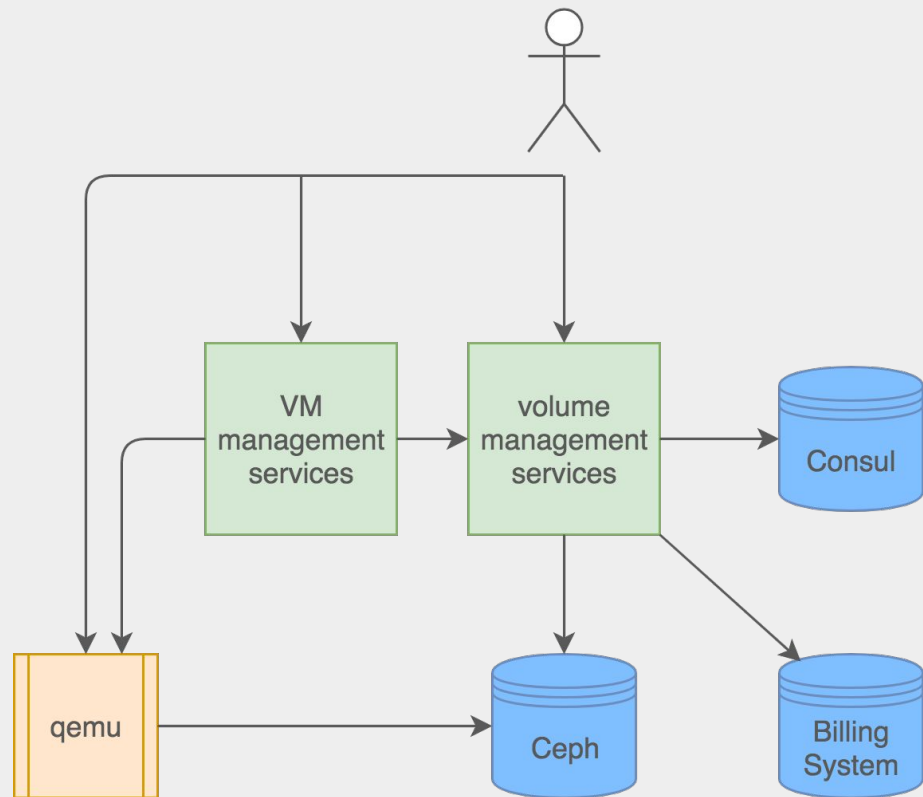 VM
management
services
volume
management
services
Consul
qemu
Ceph
Billing
System